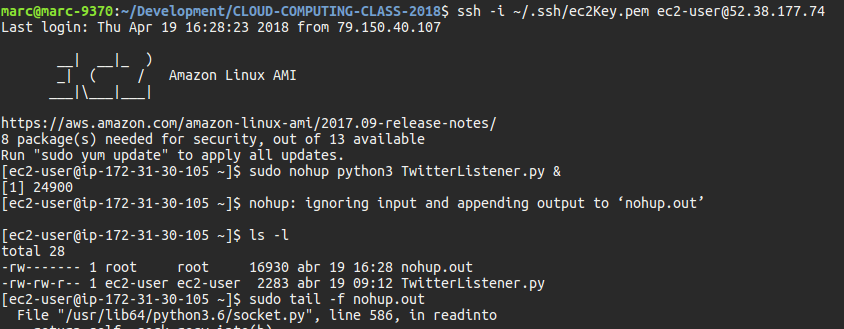 marc@marc-9370:~/Development/CLOUD-COMPUTING-CLASS-2018$ ssh -i ~/.ssh/ec2Key.pem ec2-user@52.38.177.74
Last login: Thu Apr 19 16:28:23 2018 from 79.150.40.107
       __|  __|_  )
       _|  (     /   Amazon Linux AMI
      ___|\___|___|
https://aws.amazon.com/amazon-linux-ami/2017.09-release-notes/
8 package(s) needed for security, out of 13 available
Run "sudo yum update" to apply all updates.
[ec2-user@ip-172-31-30-105 ~]$ sudo nohup python3 TwitterListener.py &
[1] 24900
[ec2-user@ip-172-31-30-105 ~]$ nohup: ignoring input and appending output to ‘nohup.out’
[ec2-user@ip-172-31-30-105 ~]$ ls -l
total 28
-rw------- 1 root     root     16930 abr 19 16:28 nohup.out
-rw-rw-r-- 1 ec2-user ec2-user  2283 abr 19 09:12 TwitterListener.py
[ec2-user@ip-172-31-30-105 ~]$ sudo tail -f nohup.out
  File "/usr/lib64/python3.6/socket.py", line 586, in readinto